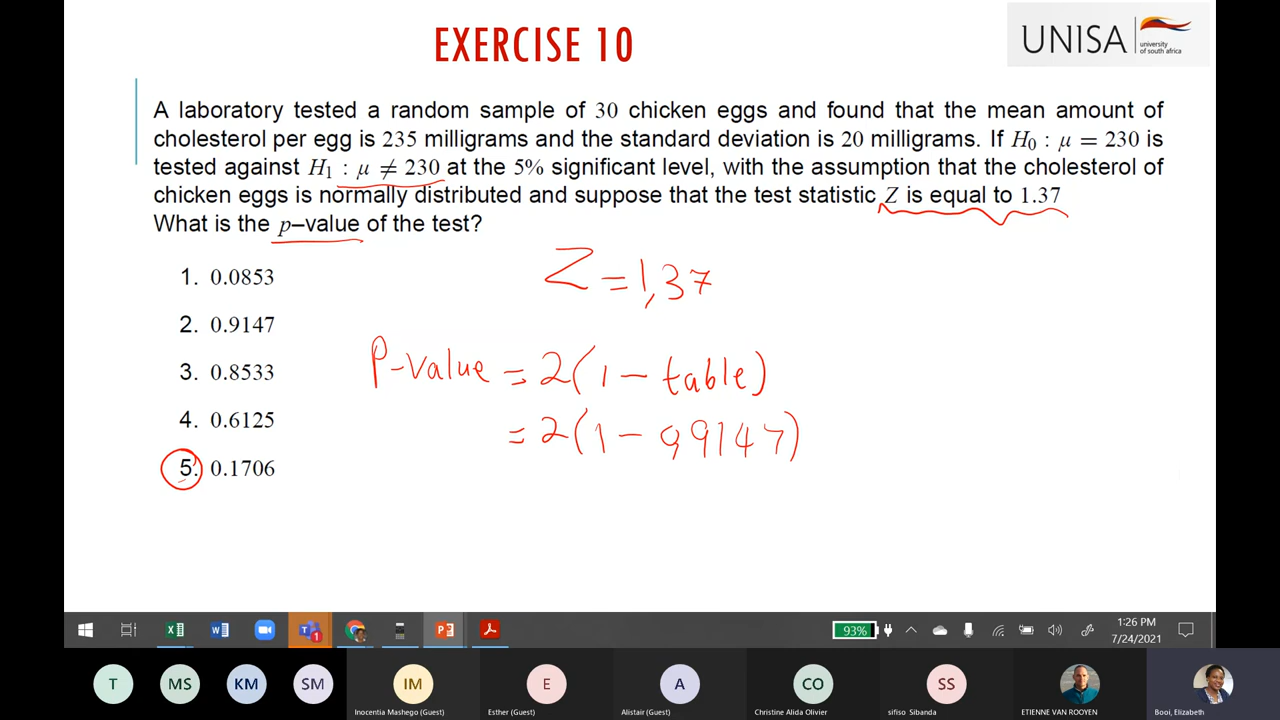 EXERCISE 10
UNISA
university
of south africa
A laboratory tested a random sample of 30 chicken eggs and found that the mean amount of
cholesterol per egg is 235 milligrams and the standard deviation is 20 milligrams. If H₀ : μ = 230 is
tested against H₁ : μ ≠ 230 at the 5% significant level, with the assumption that the cholesterol of
chicken eggs is normally distributed and suppose that the test statistic Z is equal to 1.37
What is the p–value of the test?
1. 0.0853
2. 0.9147
3. 0.8533
4. 0.6125
5. 0.1706
Z = 1,37
P-value = 2(1 - table)
= 2(1 - 0,9147)
93%
1:26 PM
7/24/2021
1
T
MS
KM
SM
IM
E
A
CO
SS
Inocentia Mashego (Guest)
Esther (Guest)
Alistair (Guest)
Christine Alida Olivier
sifiso Sibanda
ETIENNE VAN ROOYEN
Booi, Elizabeth